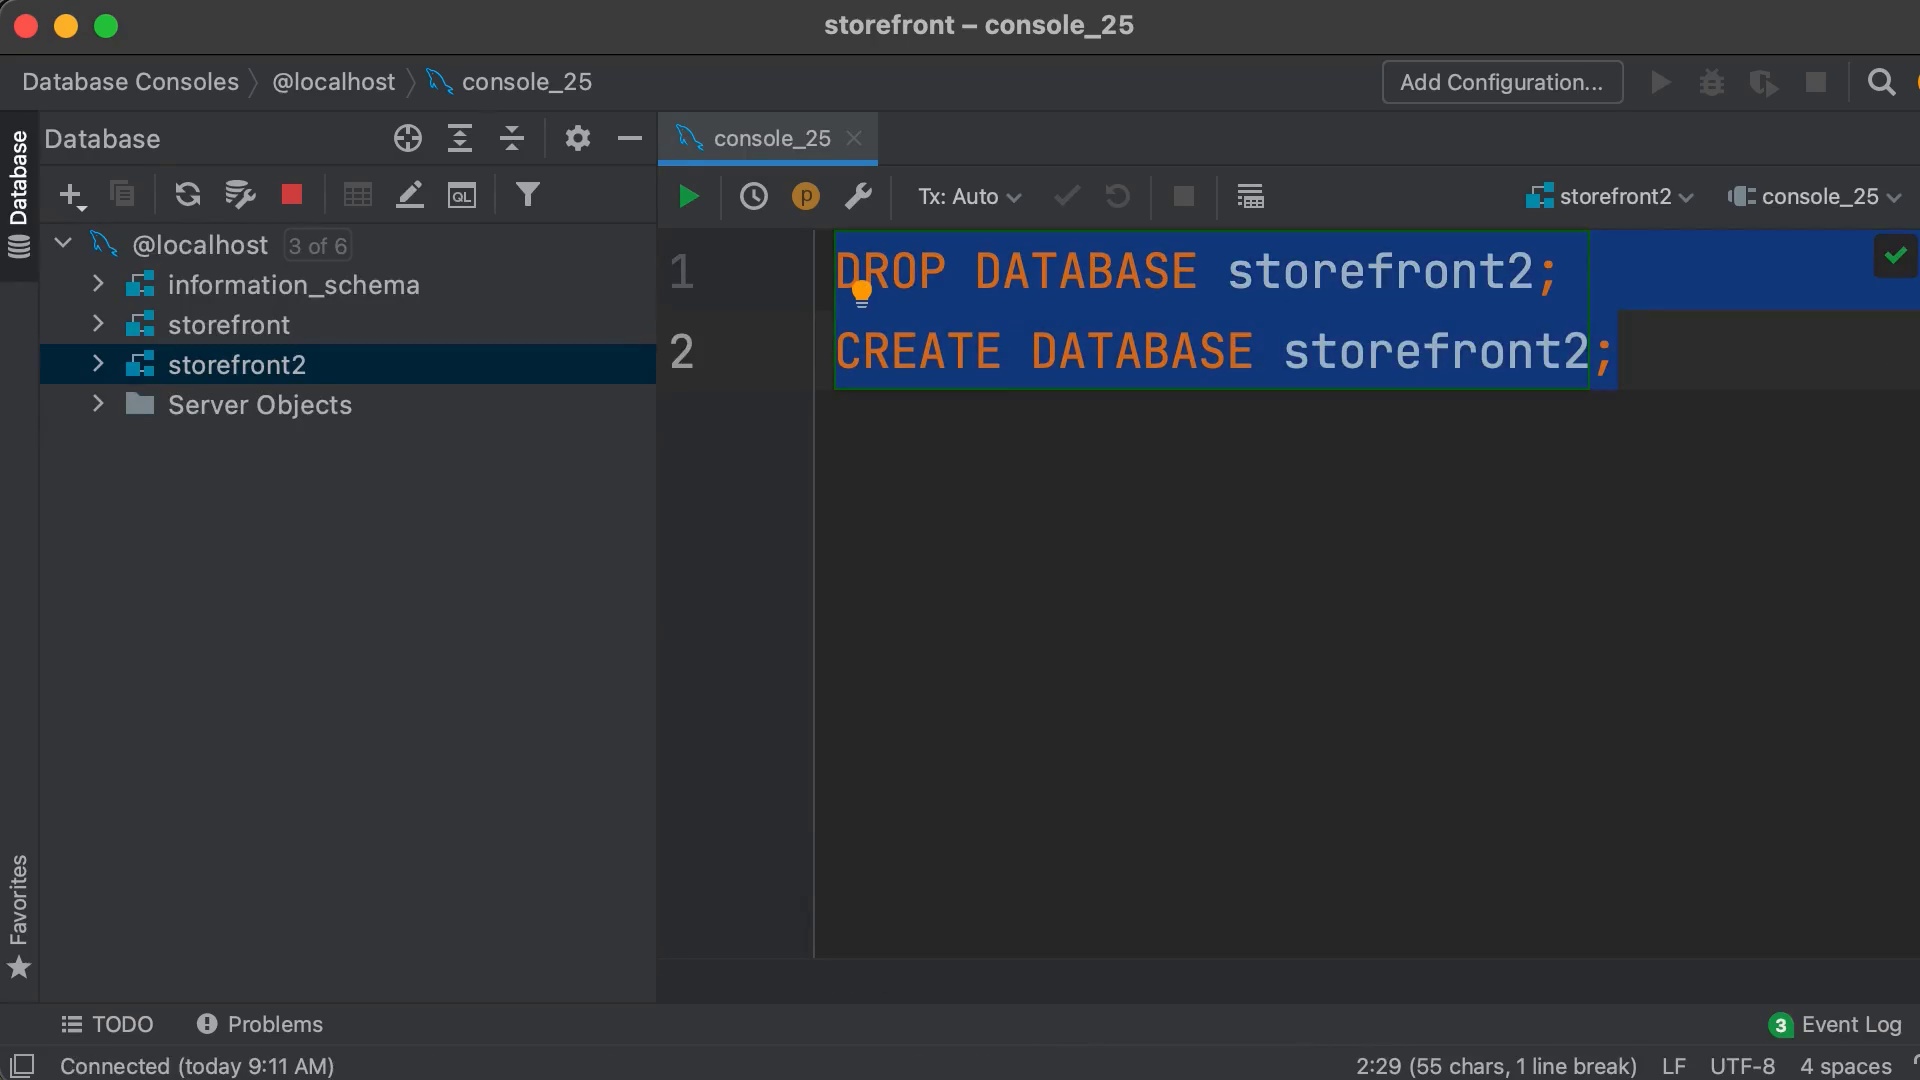 storefront – console_25
Database Consoles @localhost console_25
Add Configuration...
Database
Database
console_25
Tx: Auto
storefront2
console_25
@localhost 3 of 6
information_schema
storefront
storefront2
Server Objects
1 DROP DATABASE storefront2;
2 CREATE DATABASE storefront2;
Favorites
TODO
Problems
3 Event Log
Connected (today 9:11 AM)
2:29 (55 chars, 1 line break)
LF
UTF-8
4 spaces